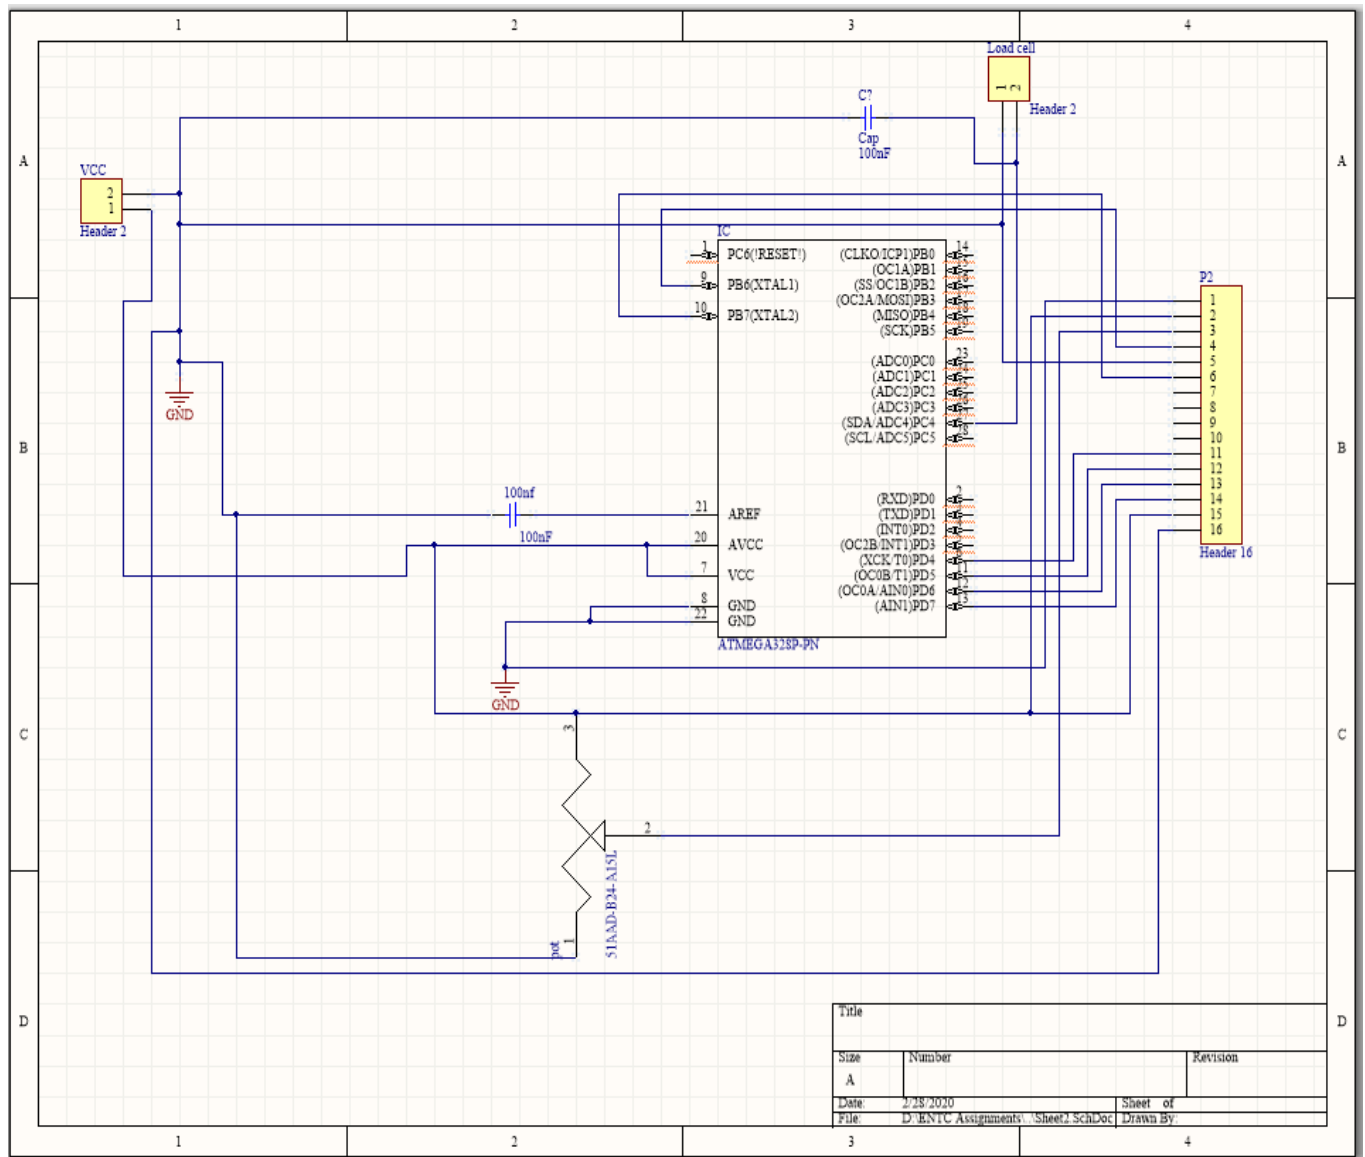 1 2 3 4
Load cell
1 2
Header 2
C?
Cap
100nF
A A
VCC
2
1
Header 2
IC
1 PC6(!RESET!) (CLKO/ICP1)PB0 14
(OC1A)PB1
9 PB6(XTAL1) (SS/OC1B)PB2
(OC2A/MOSI)PB3
10 PB7(XTAL2) (MISO)PB4
(SCK)PB5
(ADC0)PC0 23
(ADC1)PC1
(ADC2)PC2
(ADC3)PC3
(SDA/ADC4)PC4
(SCL/ADC5)PC5
P2
1
2
3
4
5
6
7
8
9
10
11
12
13
14
15
16
Header 16
GND
B B
100nf
100nF
21 AREF
20 AVCC
7 VCC
8 GND
22 GND
(RXD)PD0 2
(TXD)PD1
(INT0)PD2
(OC2B/INT1)PD3
(XCK/T0)PD4
(OC0B/T1)PD5 11
(OC0A/AIN0)PD6 12
(AIN1)PD7 13
ATMEGA328P-PN
GND
C C
3
2
1
pot
51AAD-B24-A15L
D D
Title
Size Number Revision
A
Date: 2/28/2020 Sheet of
File: D:\ENTC Assignments\..\Sheet2.SchDoc Drawn By:
1 2 3 4